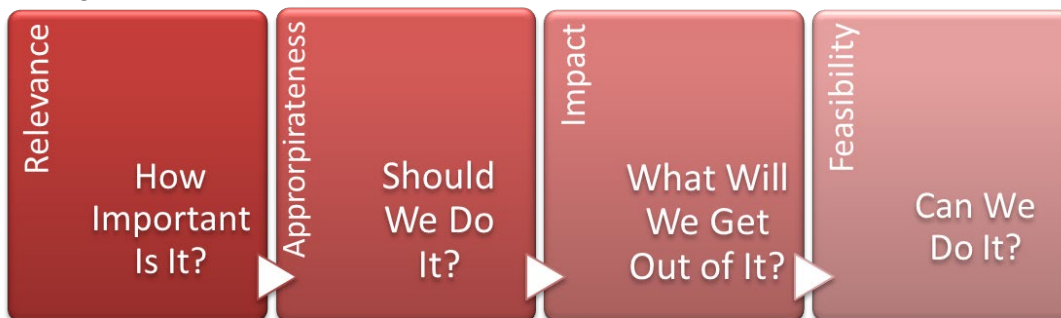 Relevance
How
Important
Is It?
Approrpirateness
Should
We Do
It?
Impact
What Will
We Get
Out of It?
Feasibility
Can We
Do It?